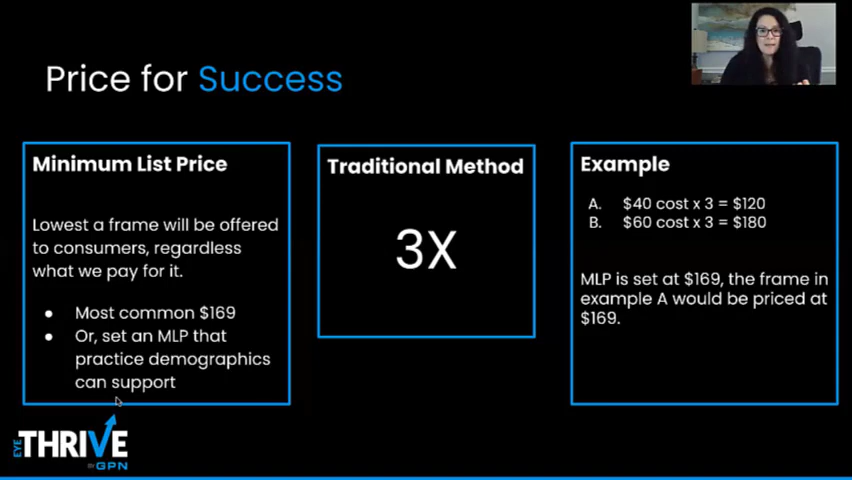 Price for Success
Minimum List Price
Lowest a frame will be offered
to consumers, regardless
what we pay for it.
● Most common $169
● Or, set an MLP that
practice demographics
can support
Traditional Method
3X
Example
A. $40 cost x 3 = $120
B. $60 cost x 3 = $180
MLP is set at $169, the frame in
example A would be priced at
$169.
EYE THRIVE
BY GPN